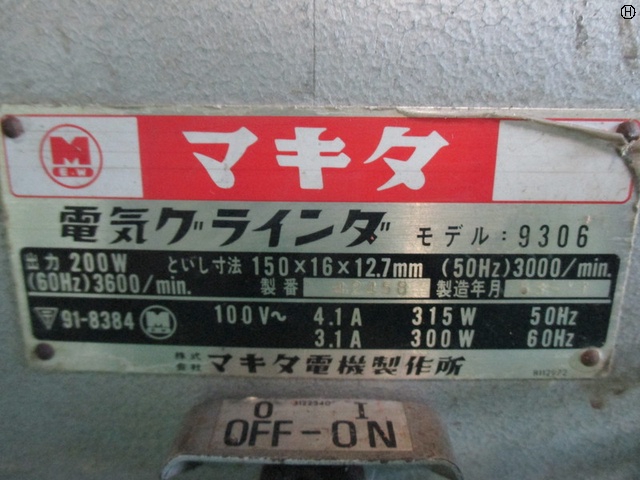 H
M
E.W
マキタ
電気グラインダ モデル:9306
出力 200W といし寸法 150×16×12.7mm (50Hz)3000/min.
(60Hz)3600/min. 製番 製造年月
〒 91-8384 M 100V~ 4.1A 315W 50Hz
3.1A 300W 60Hz
株式会社 マキタ電機製作所
O I
OFF-ON